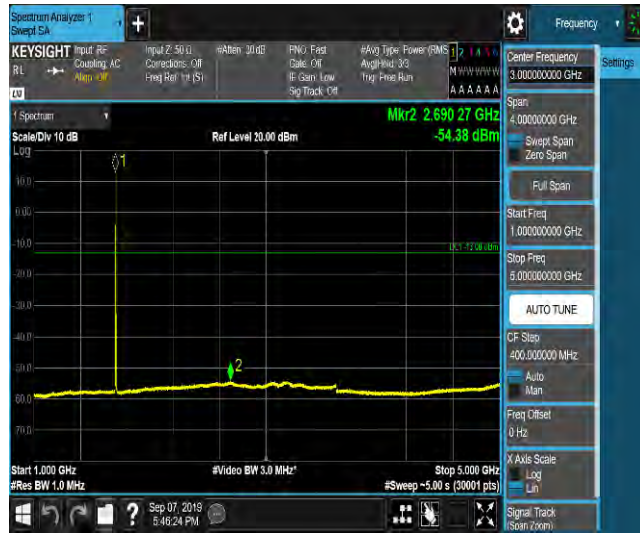 Spectrum Analyzer 1
Swept SA
+
Frequency
KEYSIGHT
RL
Input: RF
Coupling: AC
Align: Off
Input Z: 50 Ω
Corrections: Off
Freq Ref: Int (S)
#Atten: 30 dB
PNO: Fast
Gate: Off
IF Gain: Low
Sig Track: Off
#Avg Type: Power (RMS
Avg|Hold: 3/3
Trig: Free Run
1 2 3 4 5 6
M W W W W W
A A A A A A
LXI
1 Spectrum
Scale/Div 10 dB
Ref Level 20.00 dBm
Mkr2 2.690 27 GHz
-54.38 dBm
Log
1
10.0
0.00
-10.0
DL1 -13.00 dBm
-20.0
-30.0
-40.0
-50.0
2
-60.0
-70.0
Start 1.000 GHz
#Video BW 3.0 MHz*
Stop 5.000 GHz
#Res BW 1.0 MHz
#Sweep ~5.00 s (30001 pts)
Sep 07, 2019
5:46:24 PM
?
Center Frequency
3.000000000 GHz
Settings
Span
4.00000000 GHz
Swept Span
Zero Span
Full Span
Start Freq
1.000000000 GHz
Stop Freq
5.000000000 GHz
AUTO TUNE
CF Step
400.000000 MHz
Auto
Man
Freq Offset
0 Hz
X Axis Scale
Log
Lin
Signal Track
(Span Zoom)